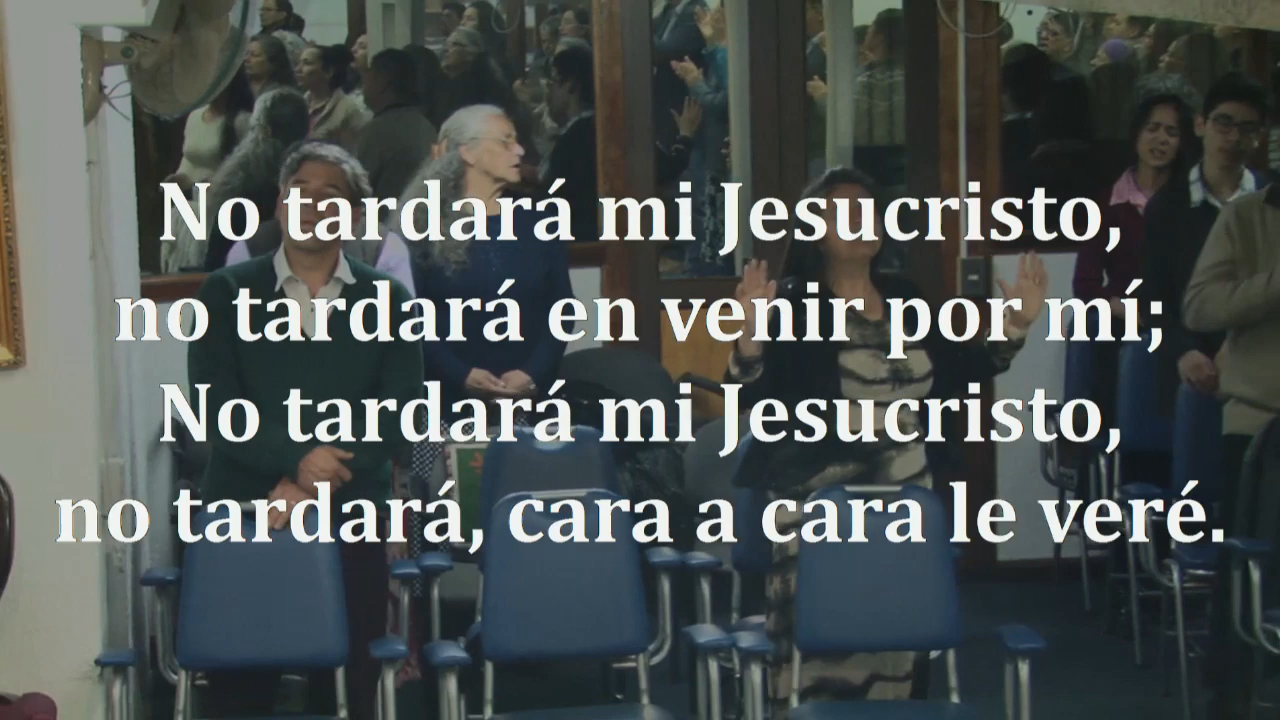 No tardará mi Jesucristo,
no tardará en venir por mí;
No tardará mi Jesucristo,
no tardará, cara a cara le veré.